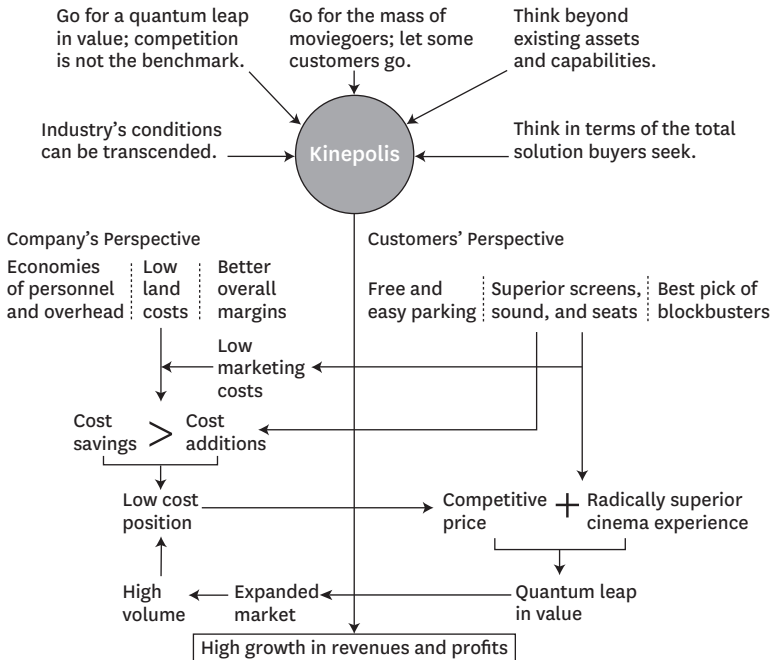 Go for a quantum leap
in value; competition
is not the benchmark.
Go for the mass of
moviegoers; let some
customers go.
Think beyond
existing assets
and capabilities.
Industry’s conditions
can be transcended.
Kinepolis
Think in terms of the total
solution buyers seek.
Company’s Perspective
Economies
of personnel
and overhead
Low
land
costs
Better
overall
margins
Customers’ Perspective
Free and
easy parking
Superior screens,
sound, and seats
Best pick of
blockbusters
Low
marketing
costs
Cost
savings
>
Cost
additions
Low cost
position
Competitive
price
+
Radically superior
cinema experience
High
volume
Expanded
market
Quantum leap
in value
High growth in revenues and profits